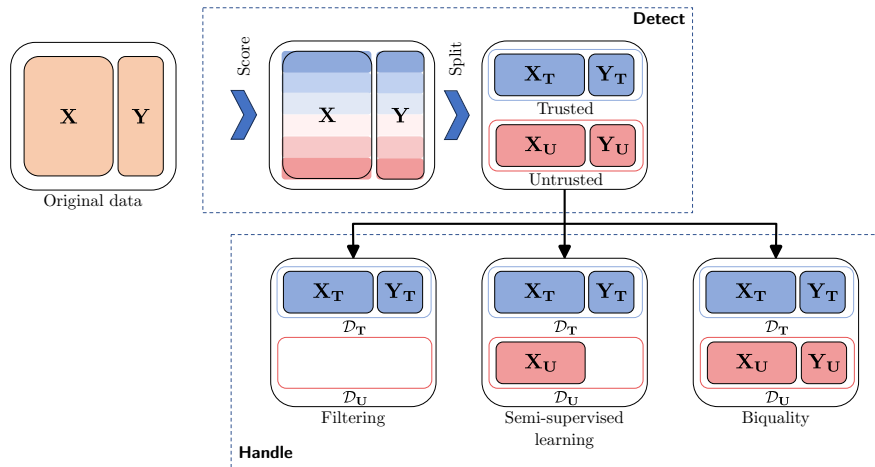 Detect
Score
Split
X
Y
X
Y
X_T
Y_T
Trusted
X_U
Y_U
Untrusted
Original data
X_T
Y_T
X_T
Y_T
X_T
Y_T
𝒟_T
𝒟_T
𝒟_T
X_U
X_U
Y_U
𝒟_U
𝒟_U
𝒟_U
Filtering
Semi-supervised
learning
Biquality
Handle